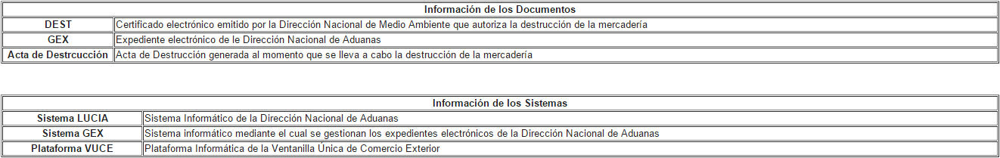 Información de los Documentos
DEST Certificado electrónico emitido por la Dirección Nacional de Medio Ambiente que autoriza la destrucción de la mercadería
GEX Expediente electrónico de le Dirección Nacional de Aduanas
Acta de Destrcucción Acta de Destrucción generada al momento que se lleva a cabo la destrucción de la mercadería
Información de los Sistemas
Sistema LUCIA Sistema Informático de la Dirección Nacional de Aduanas
Sistema GEX Sistema informático mediante el cual se gestionan los expedientes electrónicos de la Dirección Nacional de Aduanas
Plataforma VUCE Plataforma Informática de la Ventanilla Única de Comercio Exterior